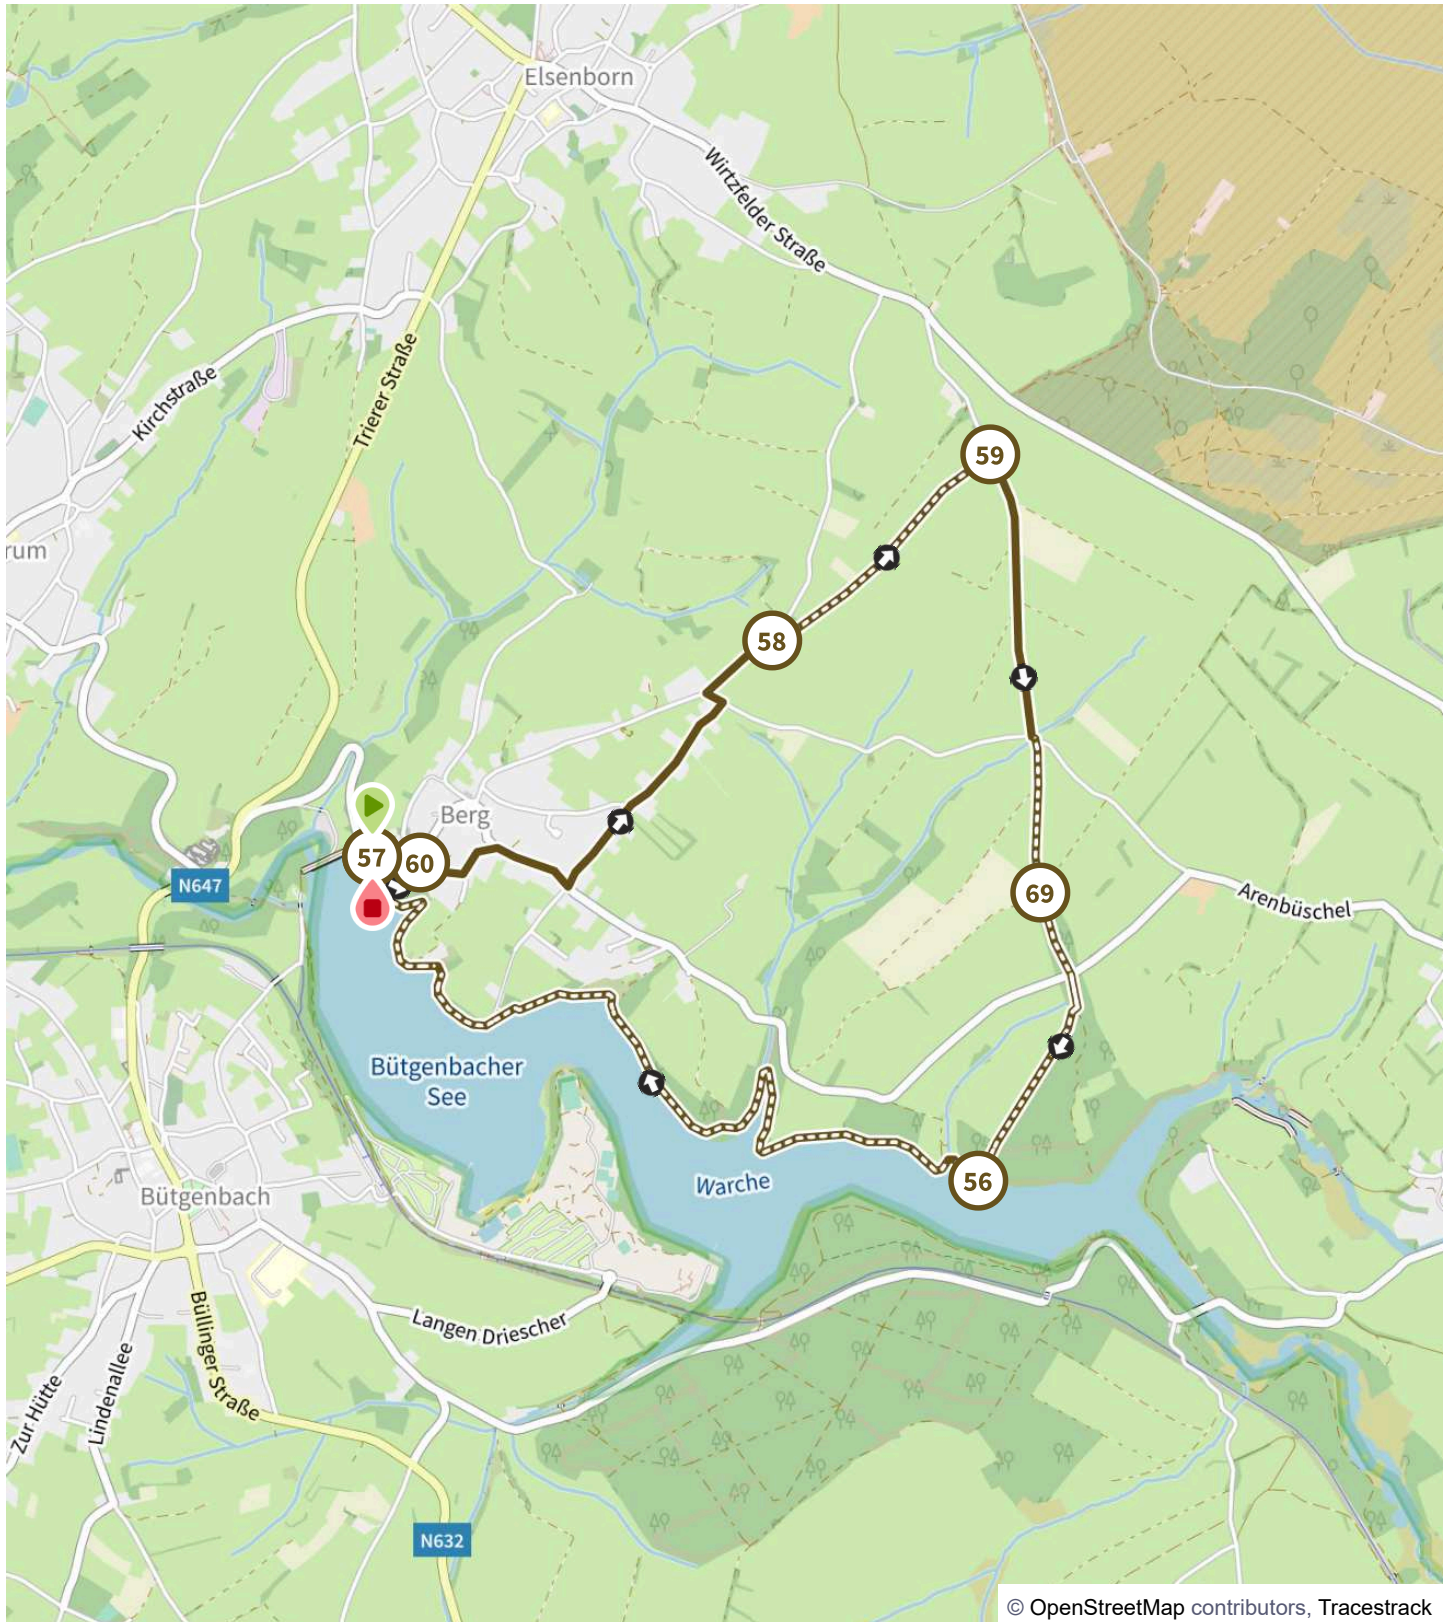 Elsenborn
Wirtzfelder Straße
Kirchstraße
Trierer Straße
59
rum
58
Berg
57
60
N647
69
Arenbüschel
Bütgenbacher
See
56
Warche
Bütgenbach
Langen Driescher
Büllinger Straße
Lindenallee
Zur Hütte
N632
© OpenStreetMap contributors, Tracestrack